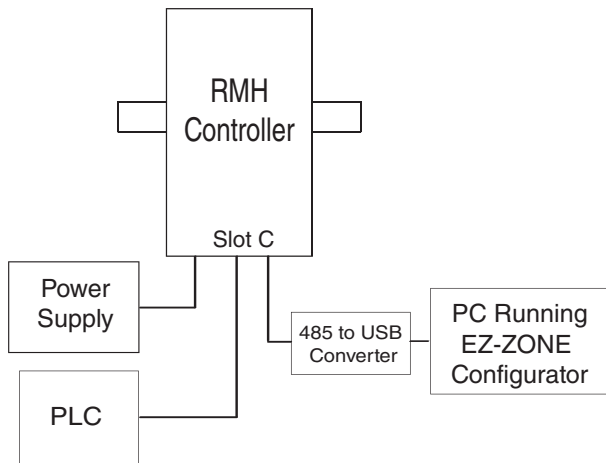 RMH
Controller
Slot C
Power
Supply
485 to USB
Converter
PC Running
EZ-ZONE
Configurator
PLC